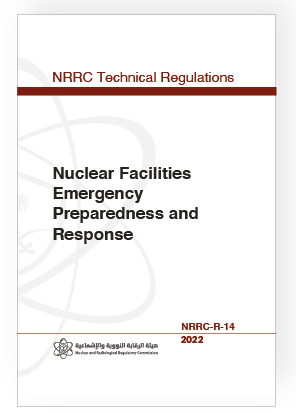 NRRC Technical Regulations
Nuclear Facilities
Emergency
Preparedness and
Response
NRRC-R-14
2022
هيئة الرقابة النووية والإشعاعية
Nuclear and Radiological Regulatory Commission